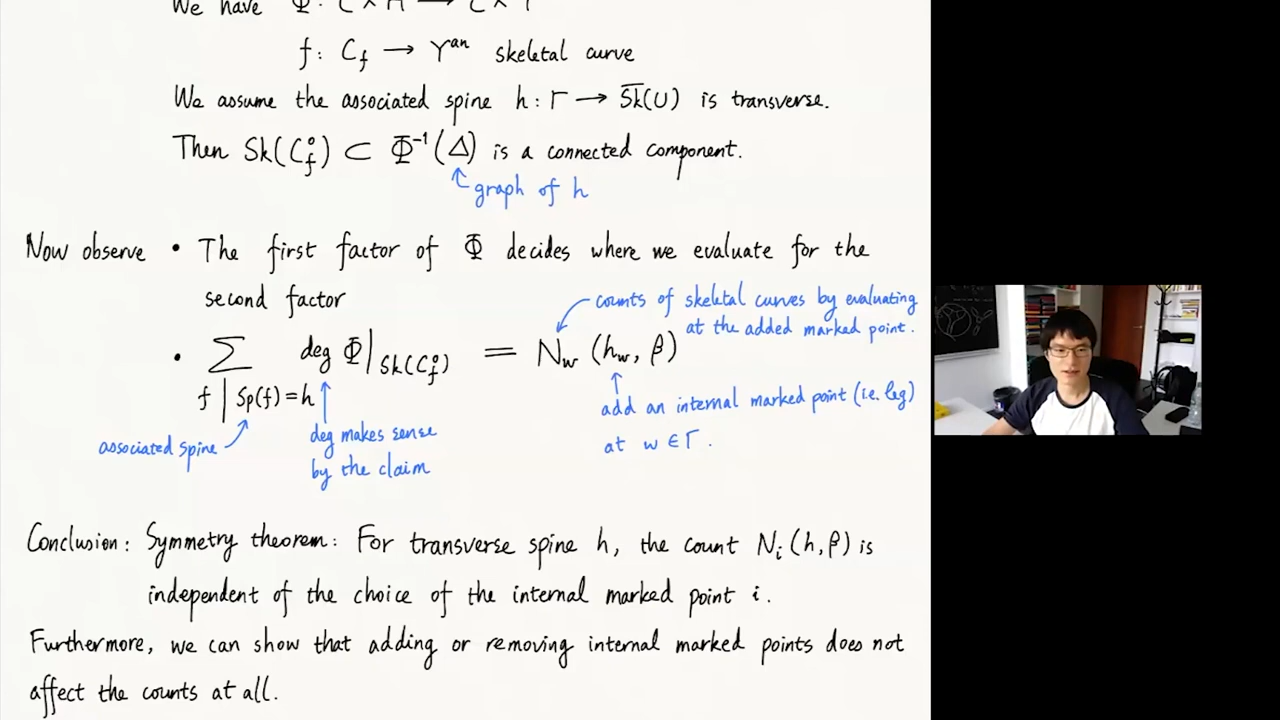 We have Φ:
f: C_f → Y^an skeletal curve
We assume the associated spine h: Γ → S̅k̅(U) is transverse.
Then Sk(C_f^∘) ⊂ Φ^-1(Δ) is a connected component.
graph of h
Now observe • The first factor of Φ decides where we evaluate for the
second factor
counts of skeletal curves by evaluating
at the added marked point.
• ∑ deg Φ|_Sk(C_f^∘) = N_w (h_w, β)
f | Sp(f) = h
add an internal marked point (i.e. leg)
at w ∈ Γ.
associated spine
deg makes sense
by the claim
Conclusion: Symmetry theorem: For transverse spine h, the count N_i(h, β) is
independent of the choice of the internal marked point i.
Furthermore, we can show that adding or removing internal marked points does not
affect the counts at all.